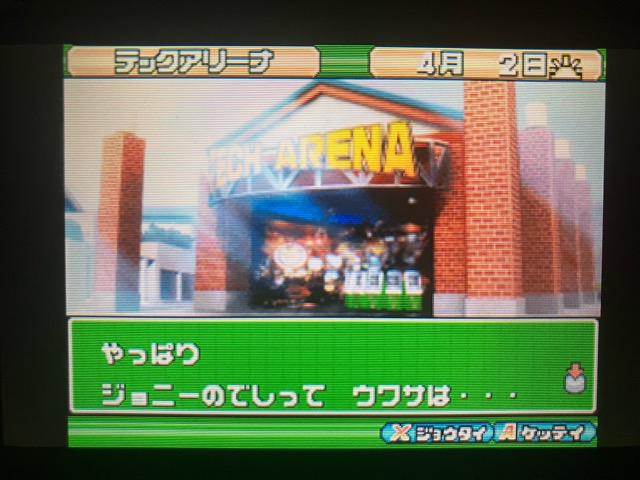 テックアリーナ
4月 2日
TECH-ARENA
やっぱり
ジョニーのでしって ウワサは・・・
X ジョウタイ A ケッテイ